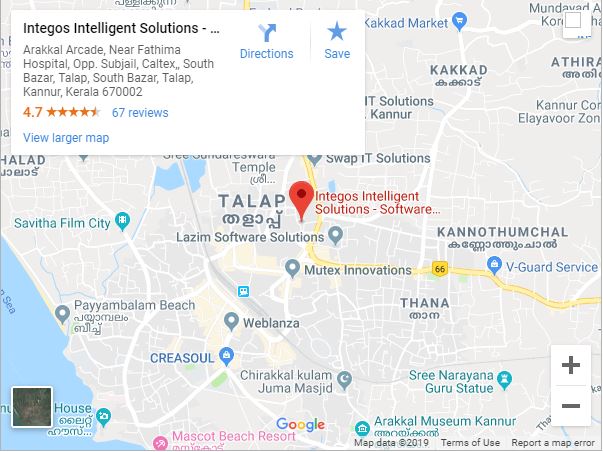 Integos Intelligent Solutions - ...
Arakkal Arcade, Near Fathima
Hospital, Opp. Subjail, Caltex,, South
Bazar, Talap, South Bazar, Talap,
Kannur, Kerala 670002
4.7
67 reviews
View larger map
Directions
Save
പള്ളിക്കുന്ന്
Kakkad Market
Mundayad A
KAKKAD
കക്കാട്
ATHIRA
IT Solutions
Kannur
Kannur Cor
Elayavoor Zon
HALAD
ലാട്
Sree Sundareswara
Temple
ശ്രീ...
Swap IT Solutions
TALAP
തളാപ്പ്
Integos Intelligent
Solutions - Software...
Savitha Film City
Lazim Software Solutions
KANNOTHUMCHAL
കണ്ണോത്തുംചാൽ
Mutex Innovations
66
V-Guard Service
Payyambalam Beach
പയ്യാമ്പലം
ബീച്ച്
THANA
താന
Weblanza
CREASOUL
Chirakkal kulam
Juma Masjid
Sree Narayana
Guru Statue
House
ലൈറ്റ്
ഹൗസ്...
Google
Arakkal Museum Kannur
അറയ്ക്കൽ
Mascot Beach Resort
മസ്കോട്
Map data ©2019
Terms of Use
Report a map error